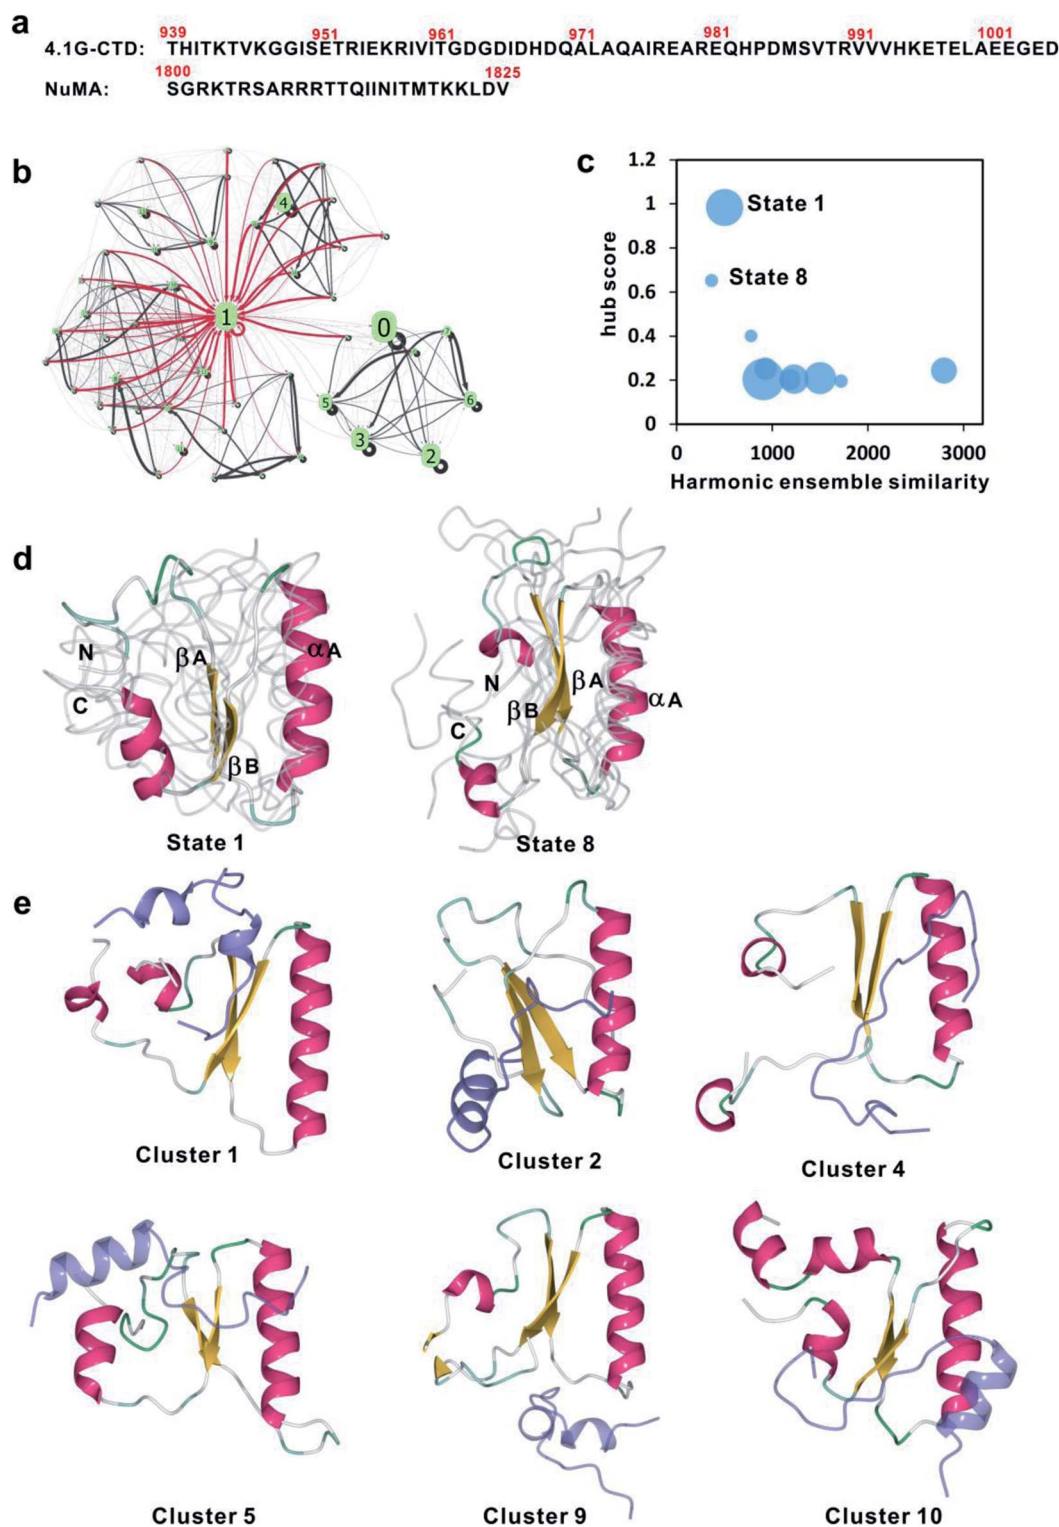 a
939 951 961 971 981 991 1001
4.1G-CTD: THITKTVKGGISETRIEKRIVITGDGDIDHDQALAQAIREAREQHPDMSVTRVVVHKETELAEEGED
1800 1825
NuMA: SGRKTRSARRRTTQIINITMTKKLDV
b
4
1
0
5
6
3
2
c
1.2
1
0.8
0.6
0.4
0.2
0
hub score
State 1
State 8
0 1000 2000 3000
Harmonic ensemble similarity
d
N
C
βA
βB
αA
State 1
N
C
βA
βB
αA
State 8
e
Cluster 1
Cluster 2
Cluster 4
Cluster 5
Cluster 9
Cluster 10